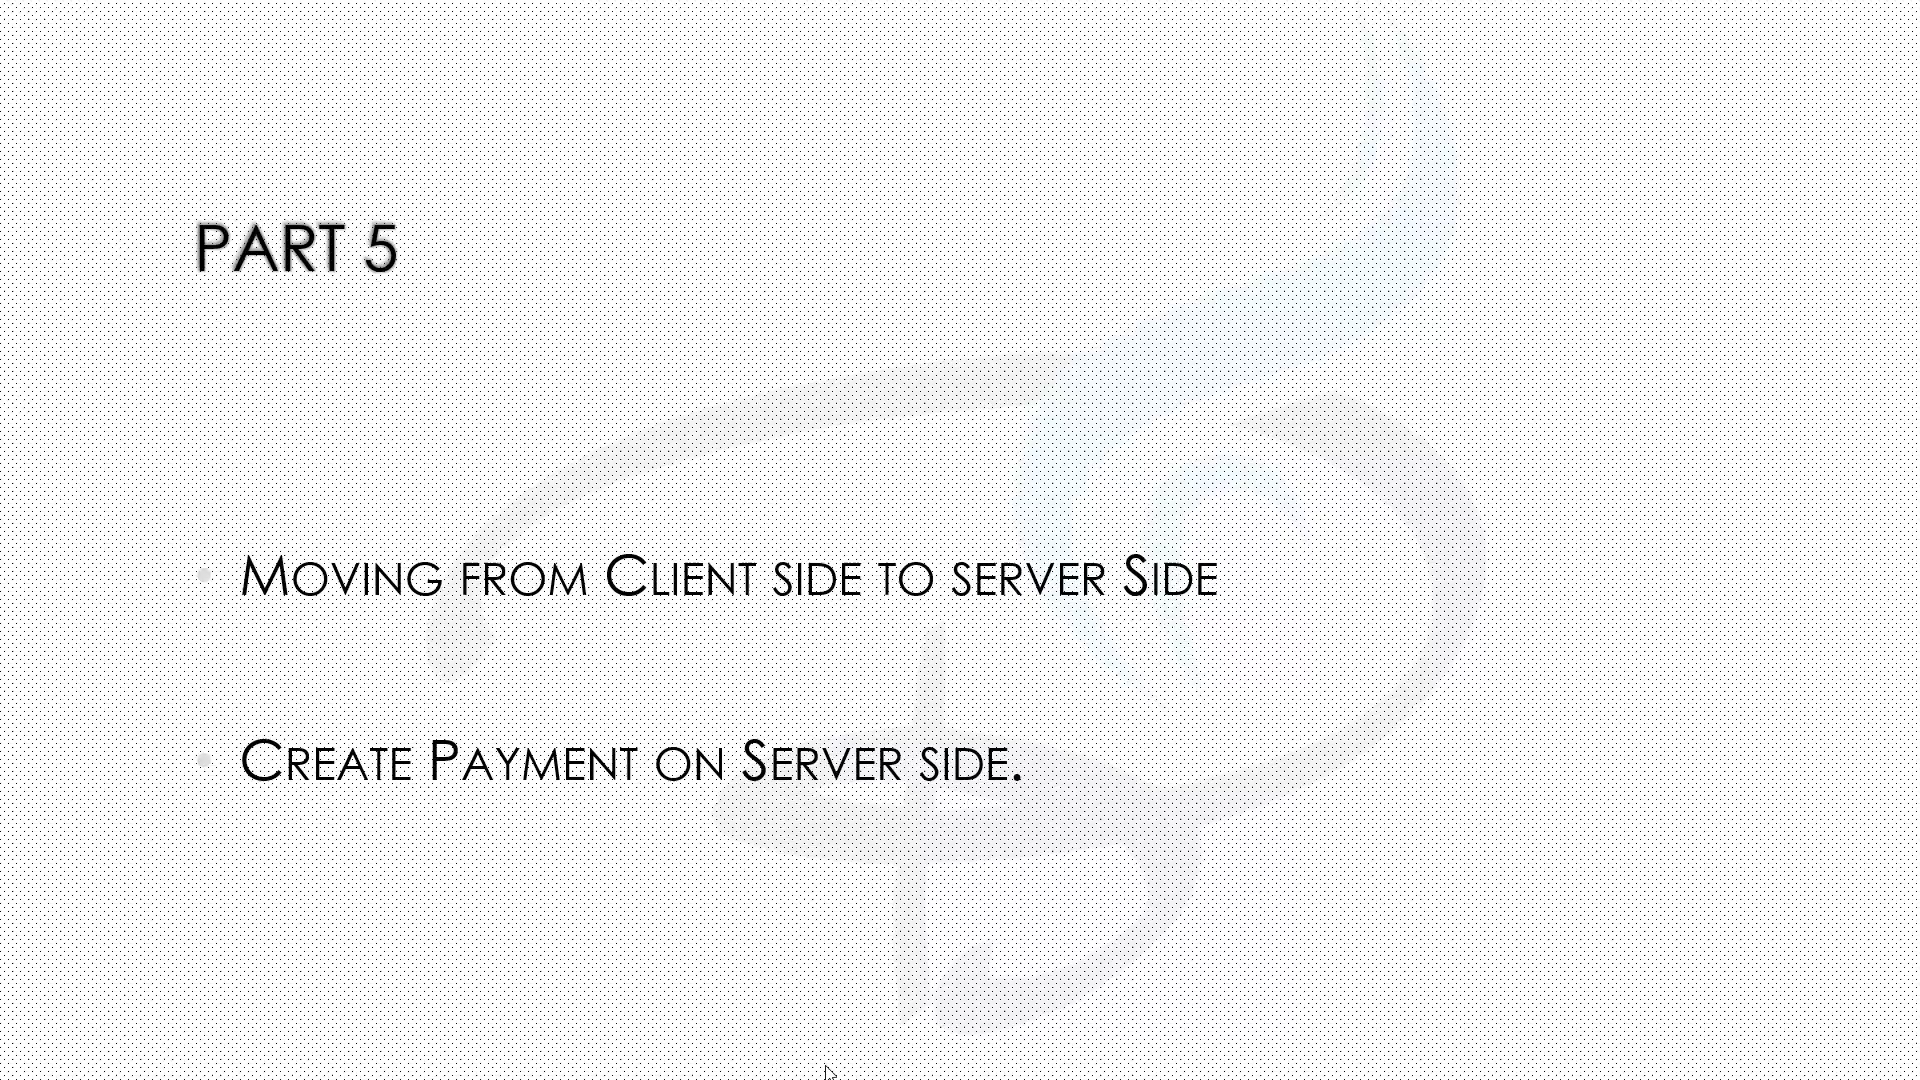 PART 5
Moving from Client side to server Side
Create Payment on Server side.